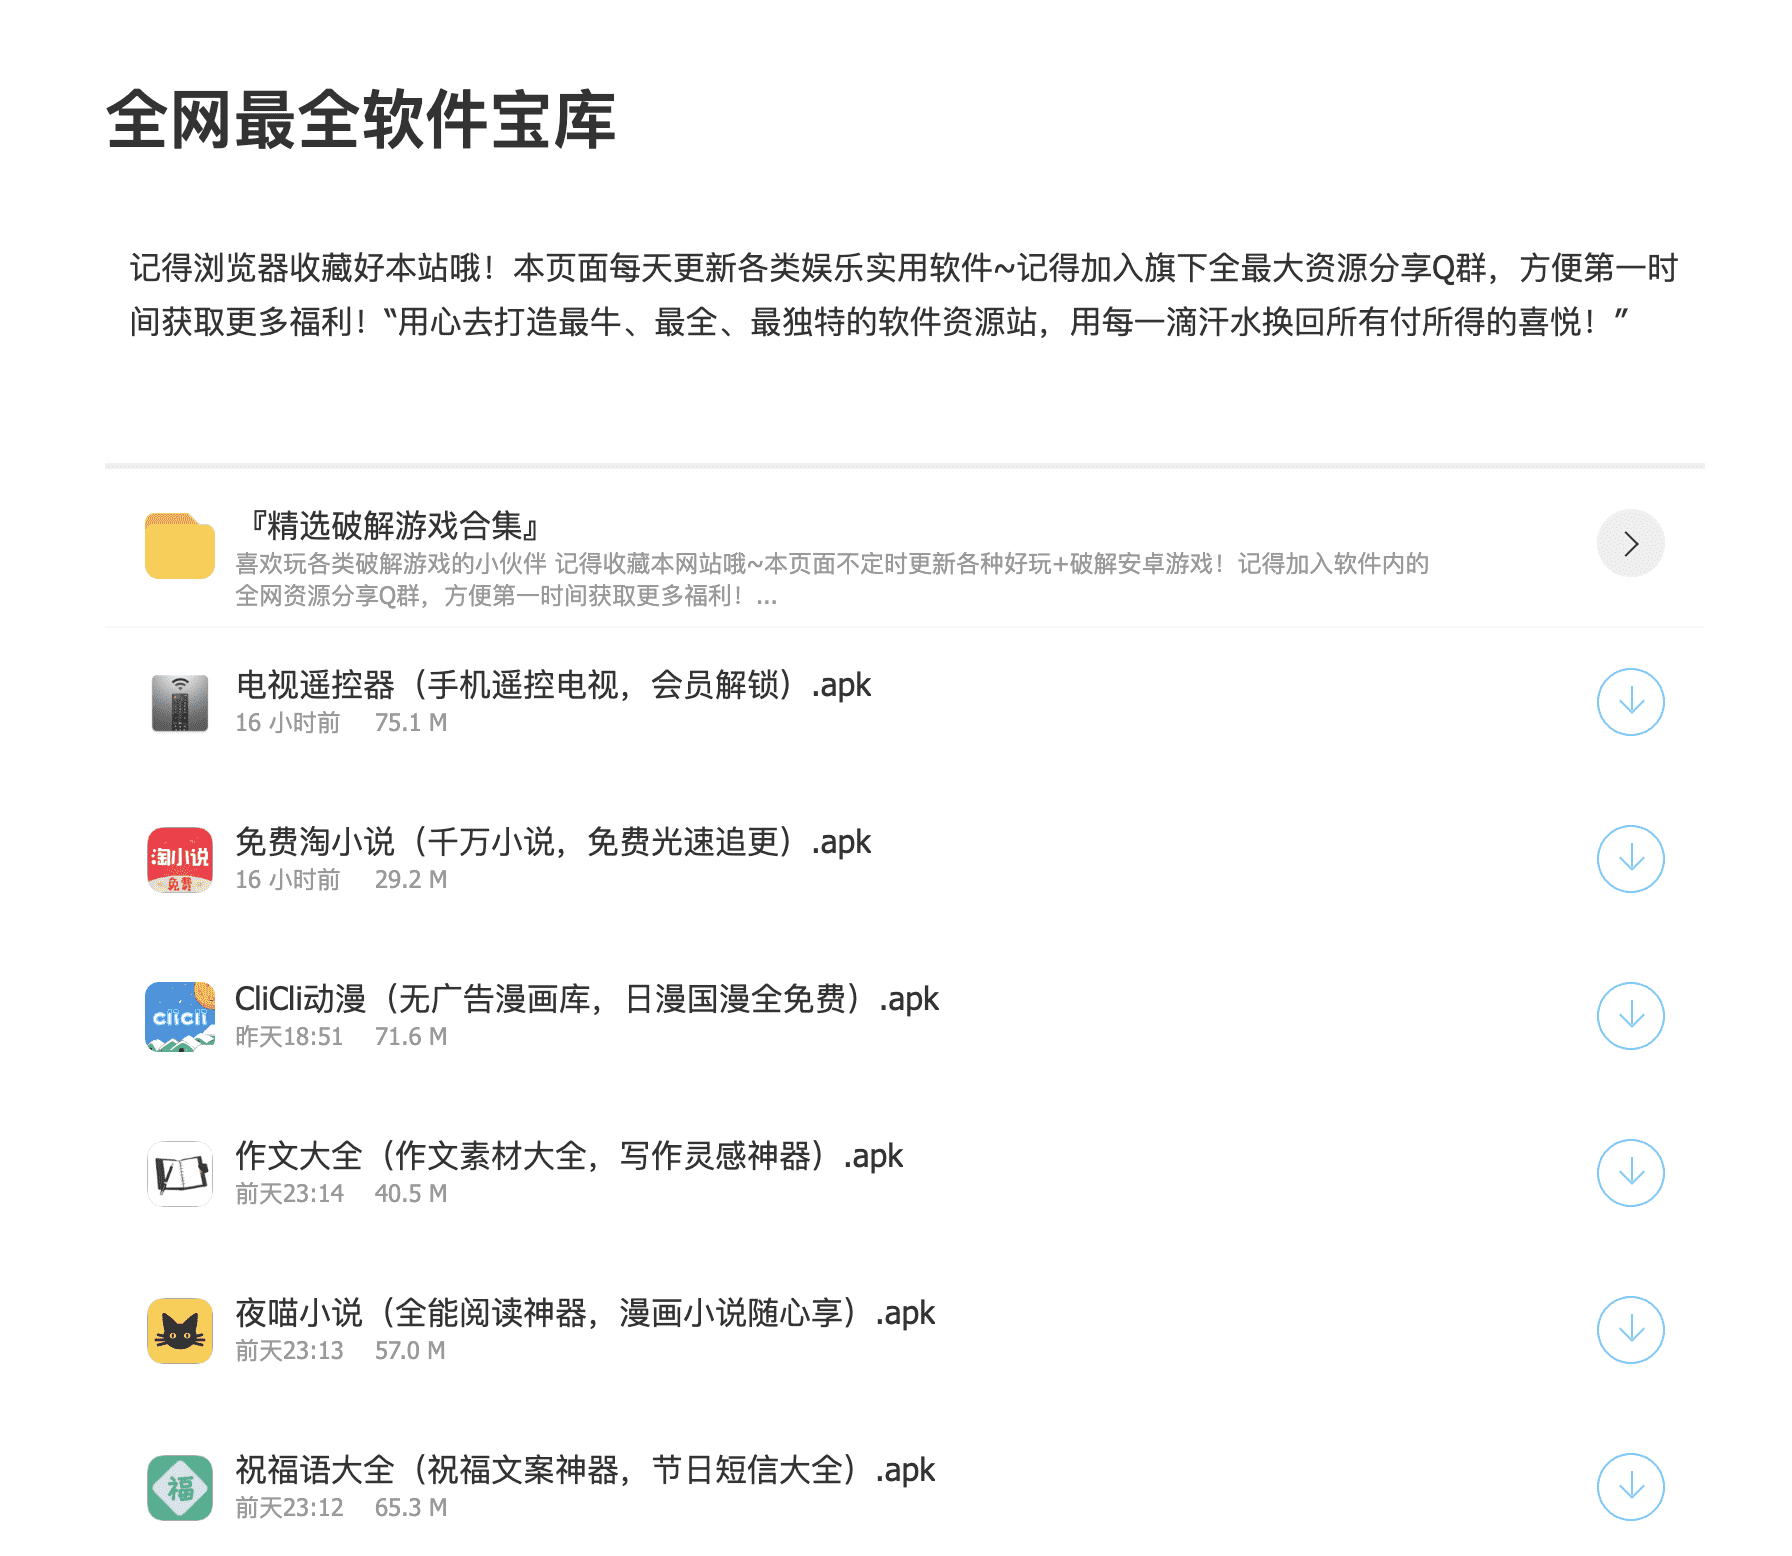 全网最全软件宝库
记得浏览器收藏好本站哦！本页面每天更新各类娱乐实用软件~记得加入旗下全最大资源分享Q群，方便第一时
间获取更多福利！“用心去打造最牛、最全、最独特的软件资源站，用每一滴汗水换回所有付所得的喜悦！”
『精选破解游戏合集』
喜欢玩各类破解游戏的小伙伴 记得收藏本网站哦~本页面不定时更新各种好玩+破解安卓游戏！记得加入软件内的
全网资源分享Q群，方便第一时间获取更多福利！...
电视遥控器（手机遥控电视，会员解锁）.apk
16 小时前 75.1 M
淘小说
免费
免费淘小说（千万小说，免费光速追更）.apk
16 小时前 29.2 M
clicli
CliCli动漫（无广告漫画库，日漫国漫全免费）.apk
昨天18:51 71.6 M
作文大全（作文素材大全，写作灵感神器）.apk
前天23:14 40.5 M
夜喵小说（全能阅读神器，漫画小说随心享）.apk
前天23:13 57.0 M
福
祝福语大全（祝福文案神器，节日短信大全）.apk
前天23:12 65.3 M